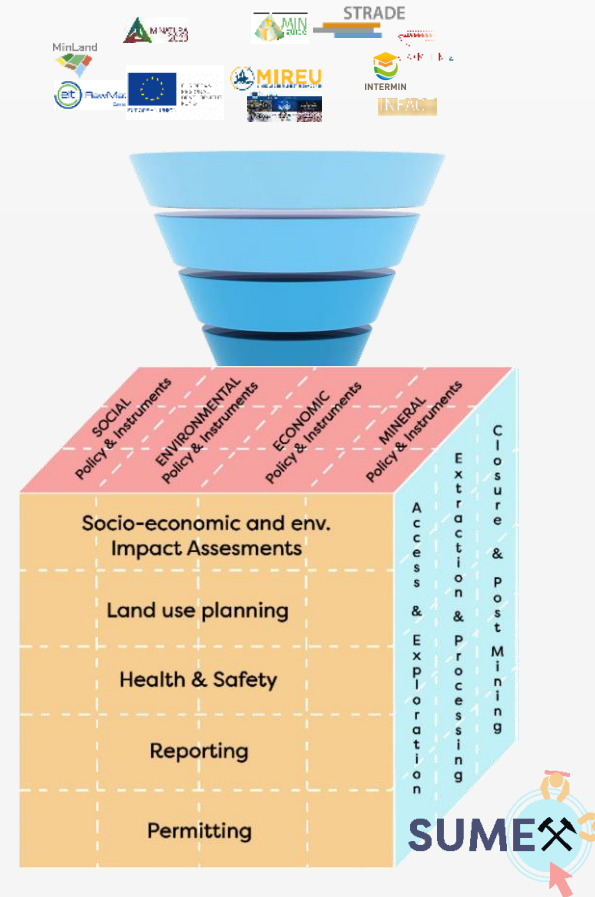 STRADE
MinLand
MIN
GUIDE
MIREU
INTERMIN
eit
INFACT
SOCIAL
Policy & Instruments
ENVIRONMENTAL
Policy & Instruments
ECONOMIC
Policy & Instruments
MINERAL
Policy & Instruments
Socio-economic and env.
Impact Assesments
Land use planning
Health & Safety
Reporting
Permitting
Access & Exploration
Extraction & Processing
Closure & Post Mining
SUMEX